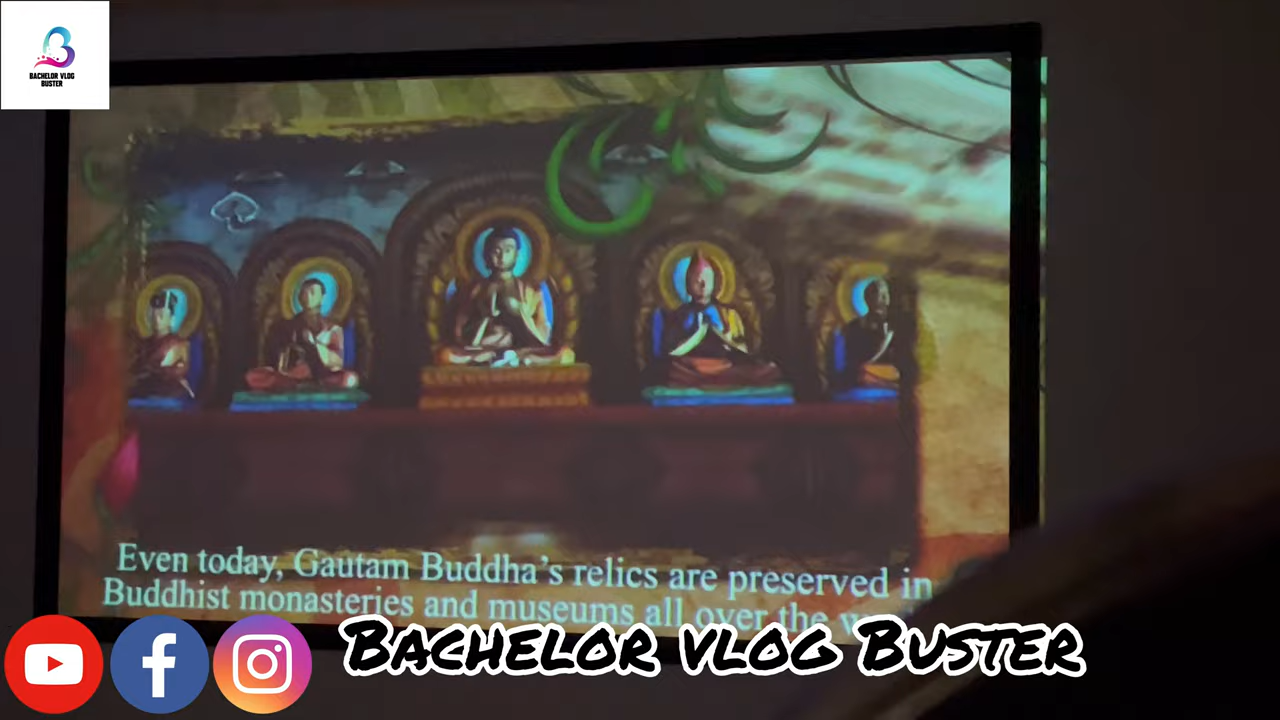 BACHELOR VLOG
BUSTER
Even today, Gautam Buddha's relics are preserved in
Buddhist monasteries and museums all over the
BACHELOR VLOG BUSTER